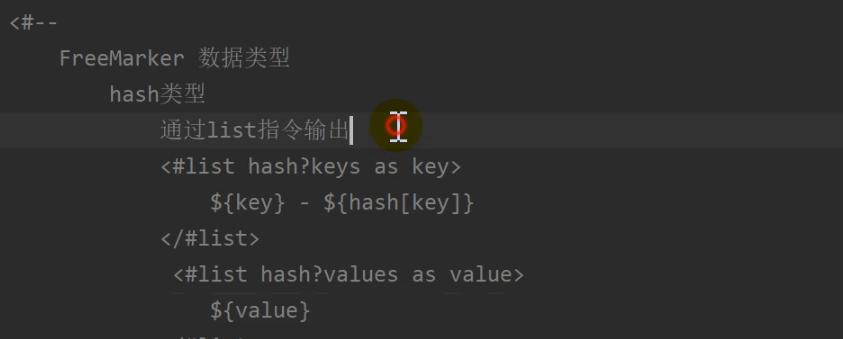 <#--
FreeMarker 数据类型
hash类型
通过list指令输出
<#list hash?keys as key>
${key} - ${hash[key]}
</#list>
<#list hash?values as value>
${value}